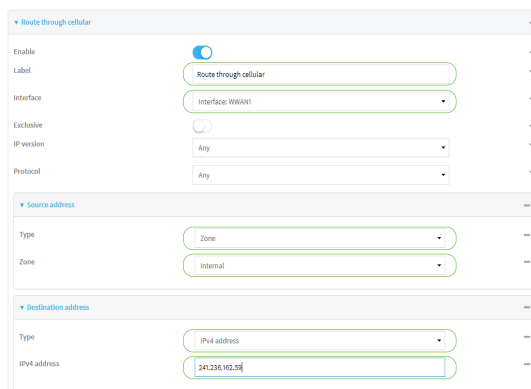 Route through cellular
Enable
Label Route through cellular
Interface Interface: WWAN1
Exclusive
IP version Any
Protocol Any
Source address
Type Zone
Zone Internal
Destination address
Type IPv4 address
IPv4 address 241.236.162.59